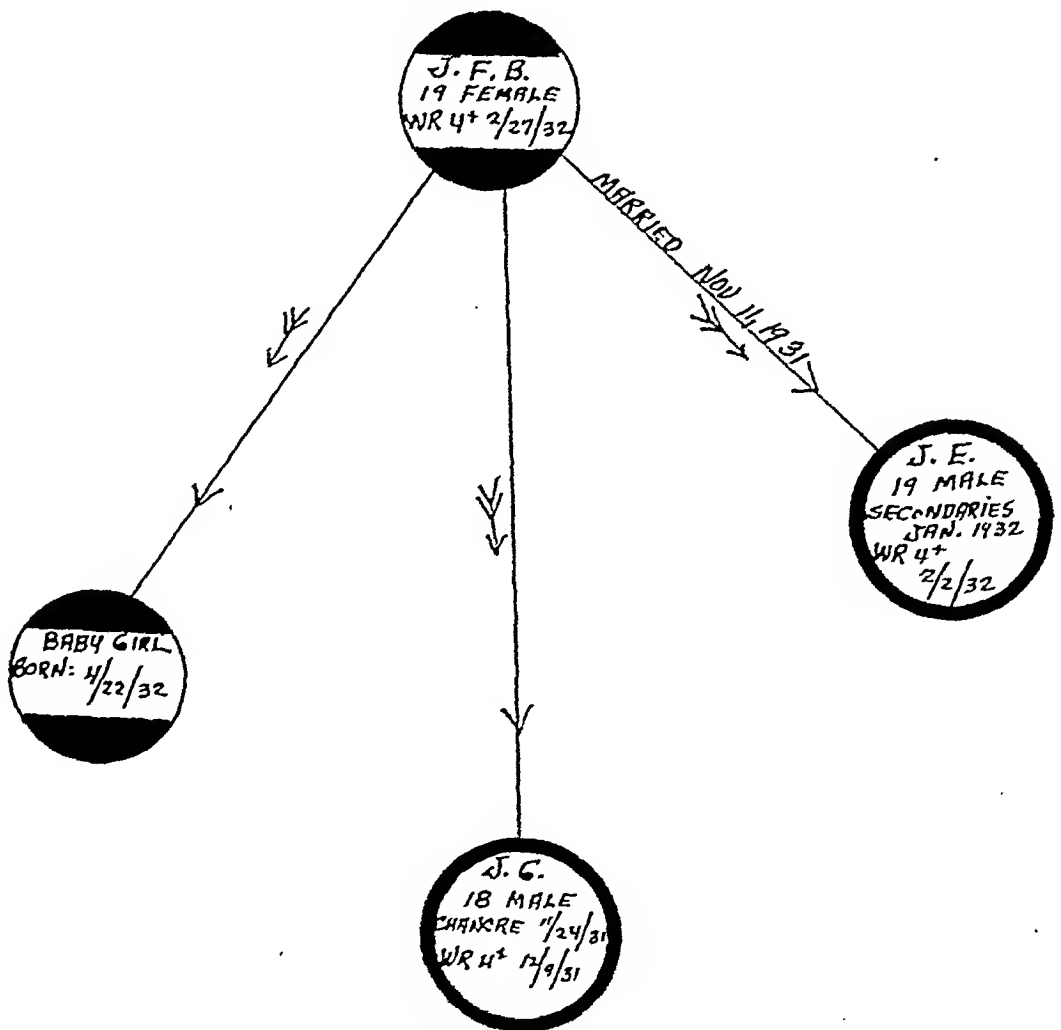 J. F. B.
19 FEMALE
WR 4+ 2/27/32
MARRIED NOV 11, 1931
J. E.
19 MALE
SECONDARIES
JAN. 1932
WR 4+
2/2/32
BABY GIRL
BORN: 4/22/32
J. G.
18 MALE
CHANCRE 11/24/31
WR 4+ 12/9/31